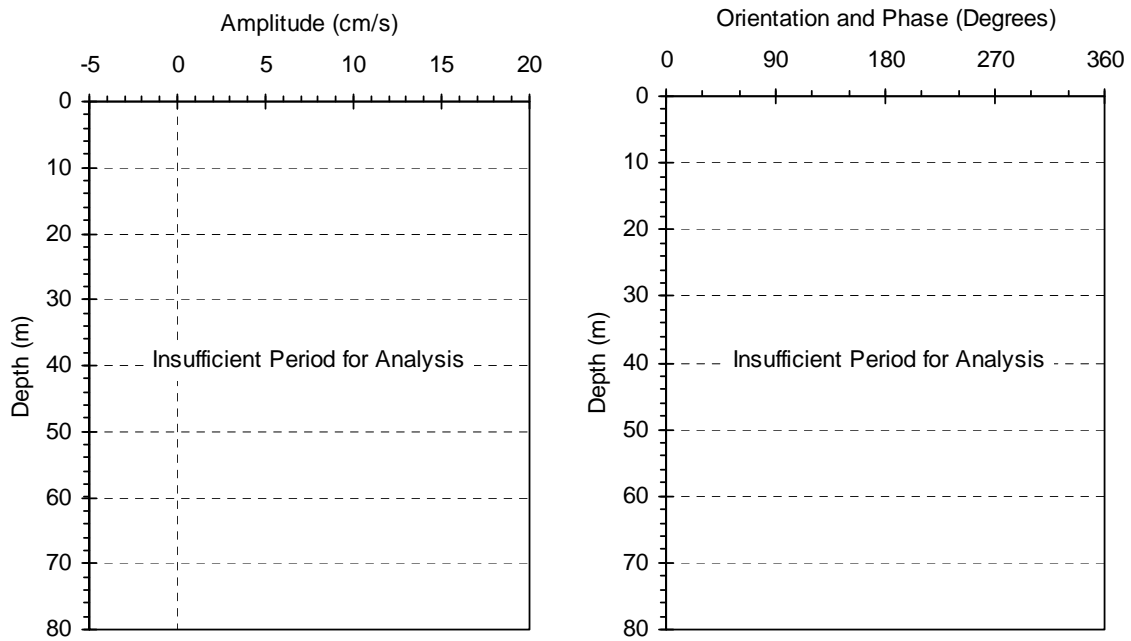 Amplitude (cm/s)
-5 0 5 10 15 20
0
10
20
30
40
50
60
70
80
Depth (m)
Insufficient Period for Analysis
Orientation and Phase (Degrees)
0 90 180 270 360
0
10
20
30
40
50
60
70
80
Depth (m)
Insufficient Period for Analysis